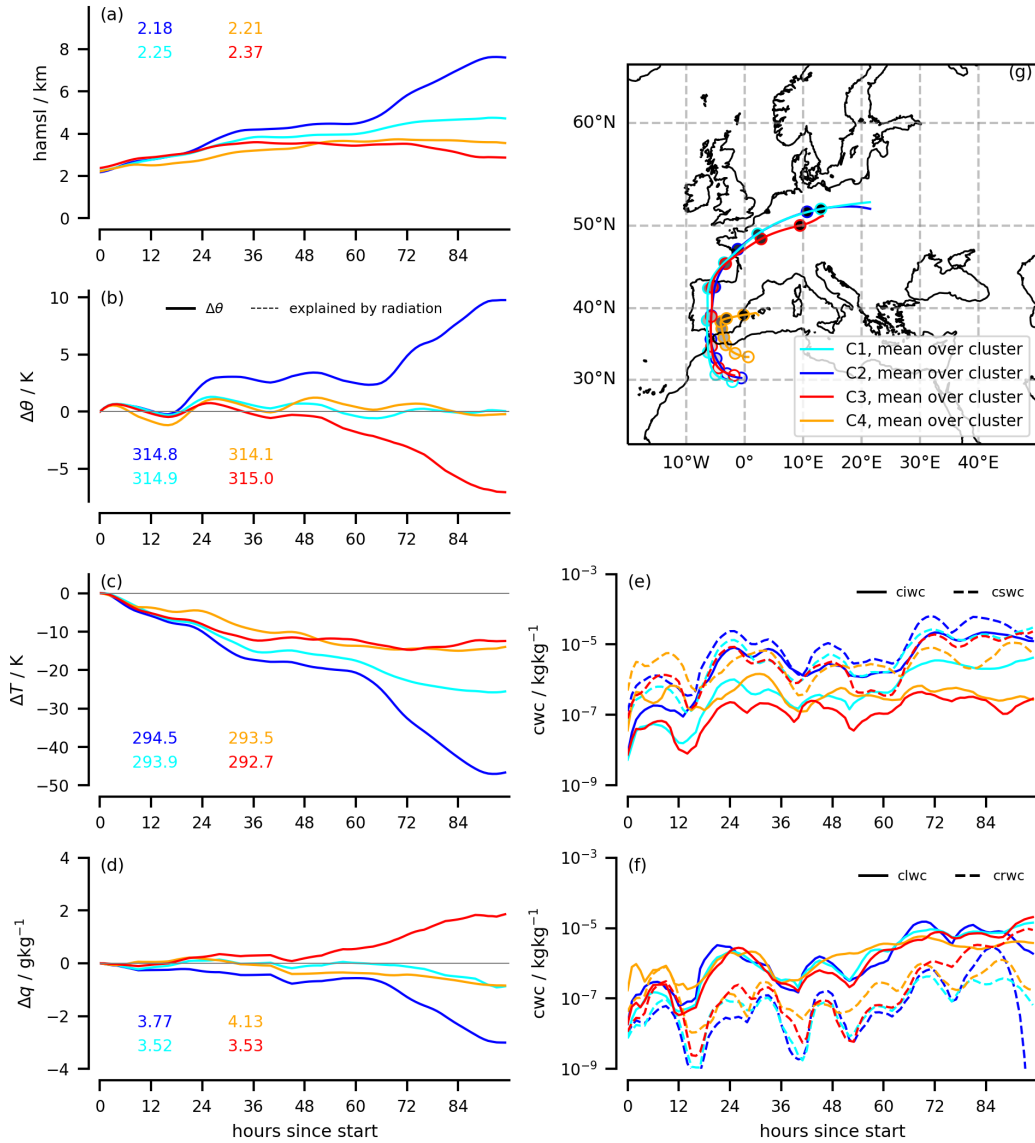 (a)
2.18 2.21
2.25 2.37
hamsl / km
8
6
4
2
0
0 12 24 36 48 60 72 84
(b)
Δθ explained by radiation
Δθ / K
10
5
0
−5
314.8 314.1
314.9 315.0
0 12 24 36 48 60 72 84
(c)
ΔT / K
0
−10
−20
−30
−40
−50
294.5 293.5
293.9 292.7
0 12 24 36 48 60 72 84
(d)
Δq / gkg⁻¹
4
2
0
−2
−4
3.77 4.13
3.52 3.53
0 12 24 36 48 60 72 84
hours since start
(g)
60°N
50°N
40°N
30°N
C1, mean over cluster
C2, mean over cluster
C3, mean over cluster
C4, mean over cluster
10°W 0° 10°E 20°E 30°E 40°E
(e)
ciwc cswc
cwc / kgkg⁻¹
10⁻³
10⁻⁵
10⁻⁷
10⁻⁹
0 12 24 36 48 60 72 84
(f)
clwc crwc
cwc / kgkg⁻¹
10⁻³
10⁻⁵
10⁻⁷
10⁻⁹
0 12 24 36 48 60 72 84
hours since start